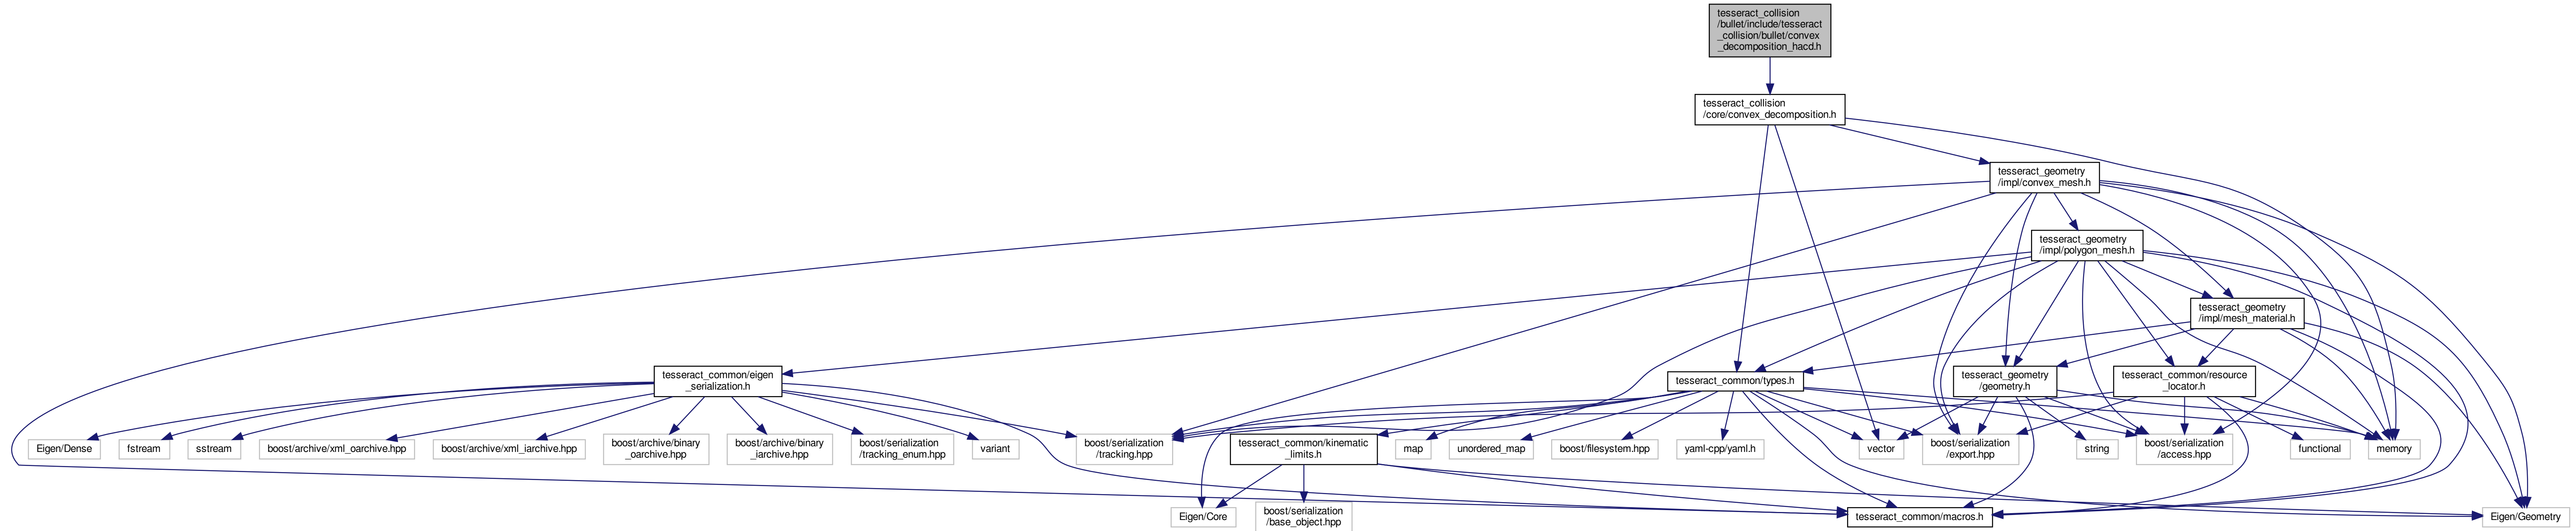 tesseract_collision
/bullet/include/tesseract
_collision/bullet/convex
_decomposition_hacd.h
tesseract_collision
/core/convex_decomposition.h
tesseract_geometry
/impl/convex_mesh.h
tesseract_geometry
/impl/polygon_mesh.h
tesseract_geometry
/impl/mesh_material.h
tesseract_common/eigen
_serialization.h
tesseract_common/types.h
tesseract_geometry
/geometry.h
tesseract_common/resource
_locator.h
Eigen/Dense
fstream
sstream
boost/archive/xml_oarchive.hpp
boost/archive/xml_iarchive.hpp
boost/archive/binary
_oarchive.hpp
boost/archive/binary
_iarchive.hpp
boost/serialization
/tracking_enum.hpp
variant
boost/serialization
/tracking.hpp
tesseract_common/kinematic
_limits.h
map
unordered_map
boost/filesystem.hpp
yaml-cpp/yaml.h
vector
boost/serialization
/export.hpp
string
boost/serialization
/access.hpp
functional
memory
Eigen/Core
boost/serialization
/base_object.hpp
tesseract_common/macros.h
Eigen/Geometry